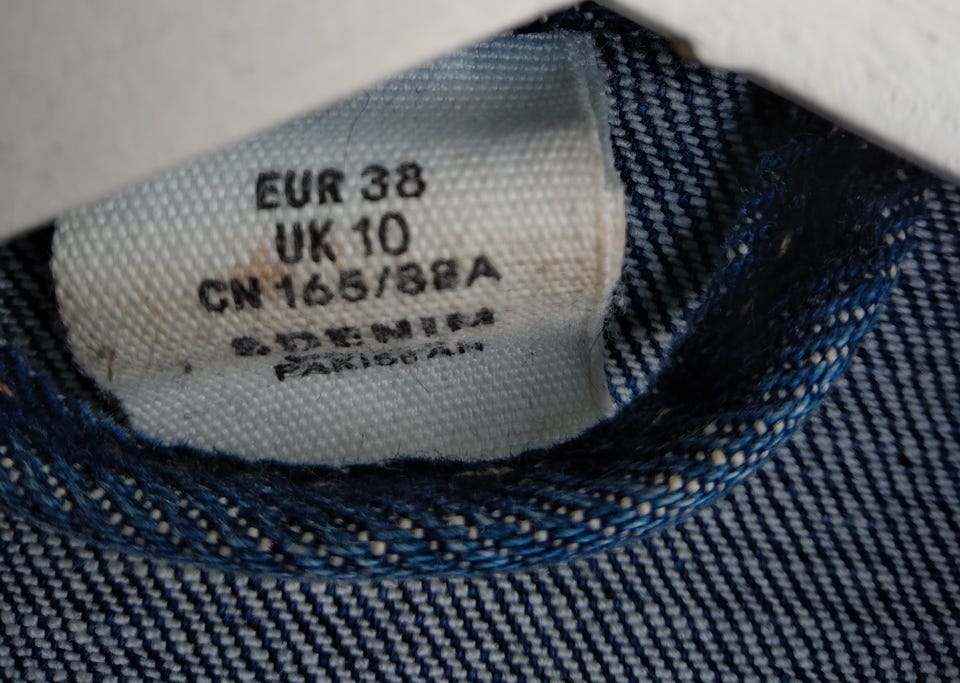 EUR 38
UK 10
CN 165/88A
&DENIM
PAKISTAN